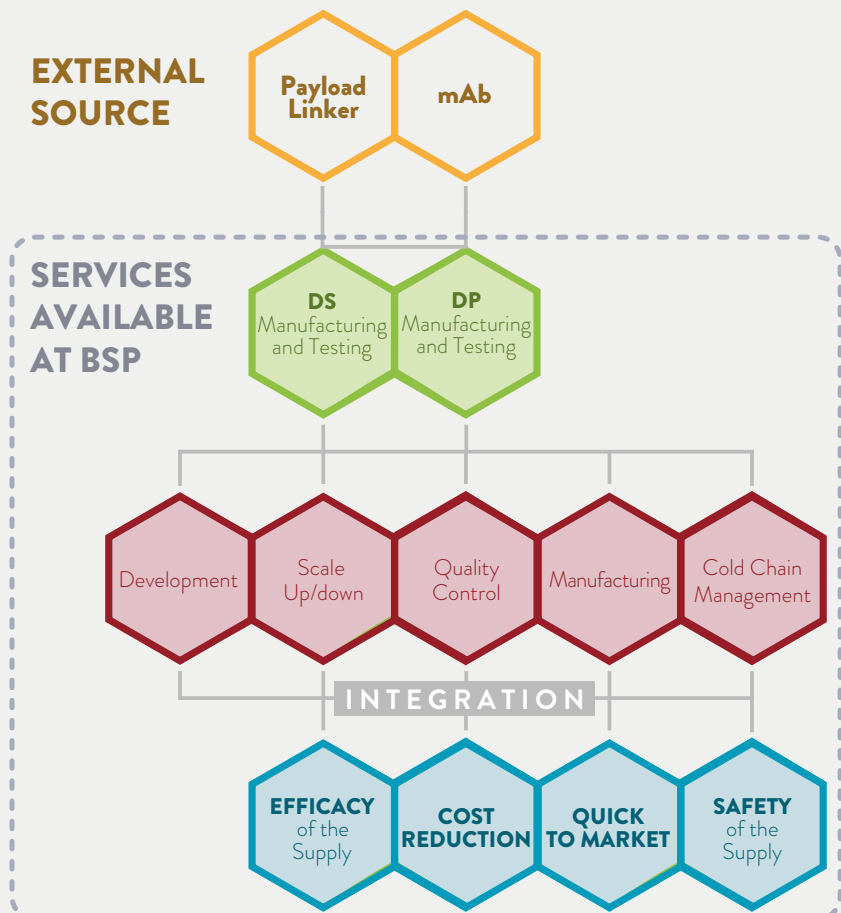 EXTERNAL
SOURCE
Payload
Linker
mAb
SERVICES
AVAILABLE
AT BSP
DS
Manufacturing
and Testing
DP
Manufacturing
and Testing
Development
Scale
Up/down
Quality
Control
Manufacturing
Cold Chain
Management
INTEGRATION
EFFICACY
of the
Supply
COST
REDUCTION
QUICK
TO MARKET
SAFETY
of the
Supply